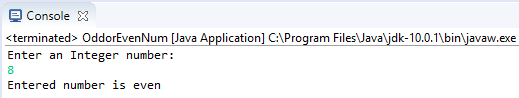 Console
<terminated> OddorEvenNum [Java Application] C:\Program Files\Java\jdk-10.0.1\bin\javaw.exe
Enter an Integer number:
8
Entered number is even